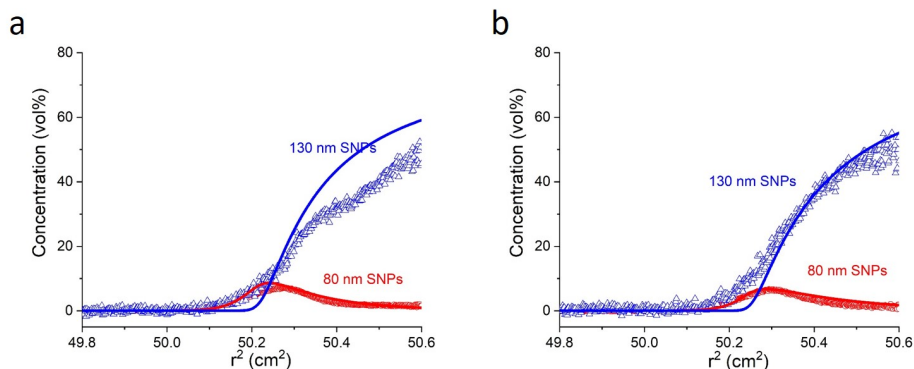 a
80
60
40
20
0
Concentration (vol%)
130 nm SNPs
80 nm SNPs
49.8
50.0
50.2
50.4
50.6
r² (cm²)
b
80
60
40
20
0
Concentration (vol%)
130 nm SNPs
80 nm SNPs
49.8
50.0
50.2
50.4
50.6
r² (cm²)